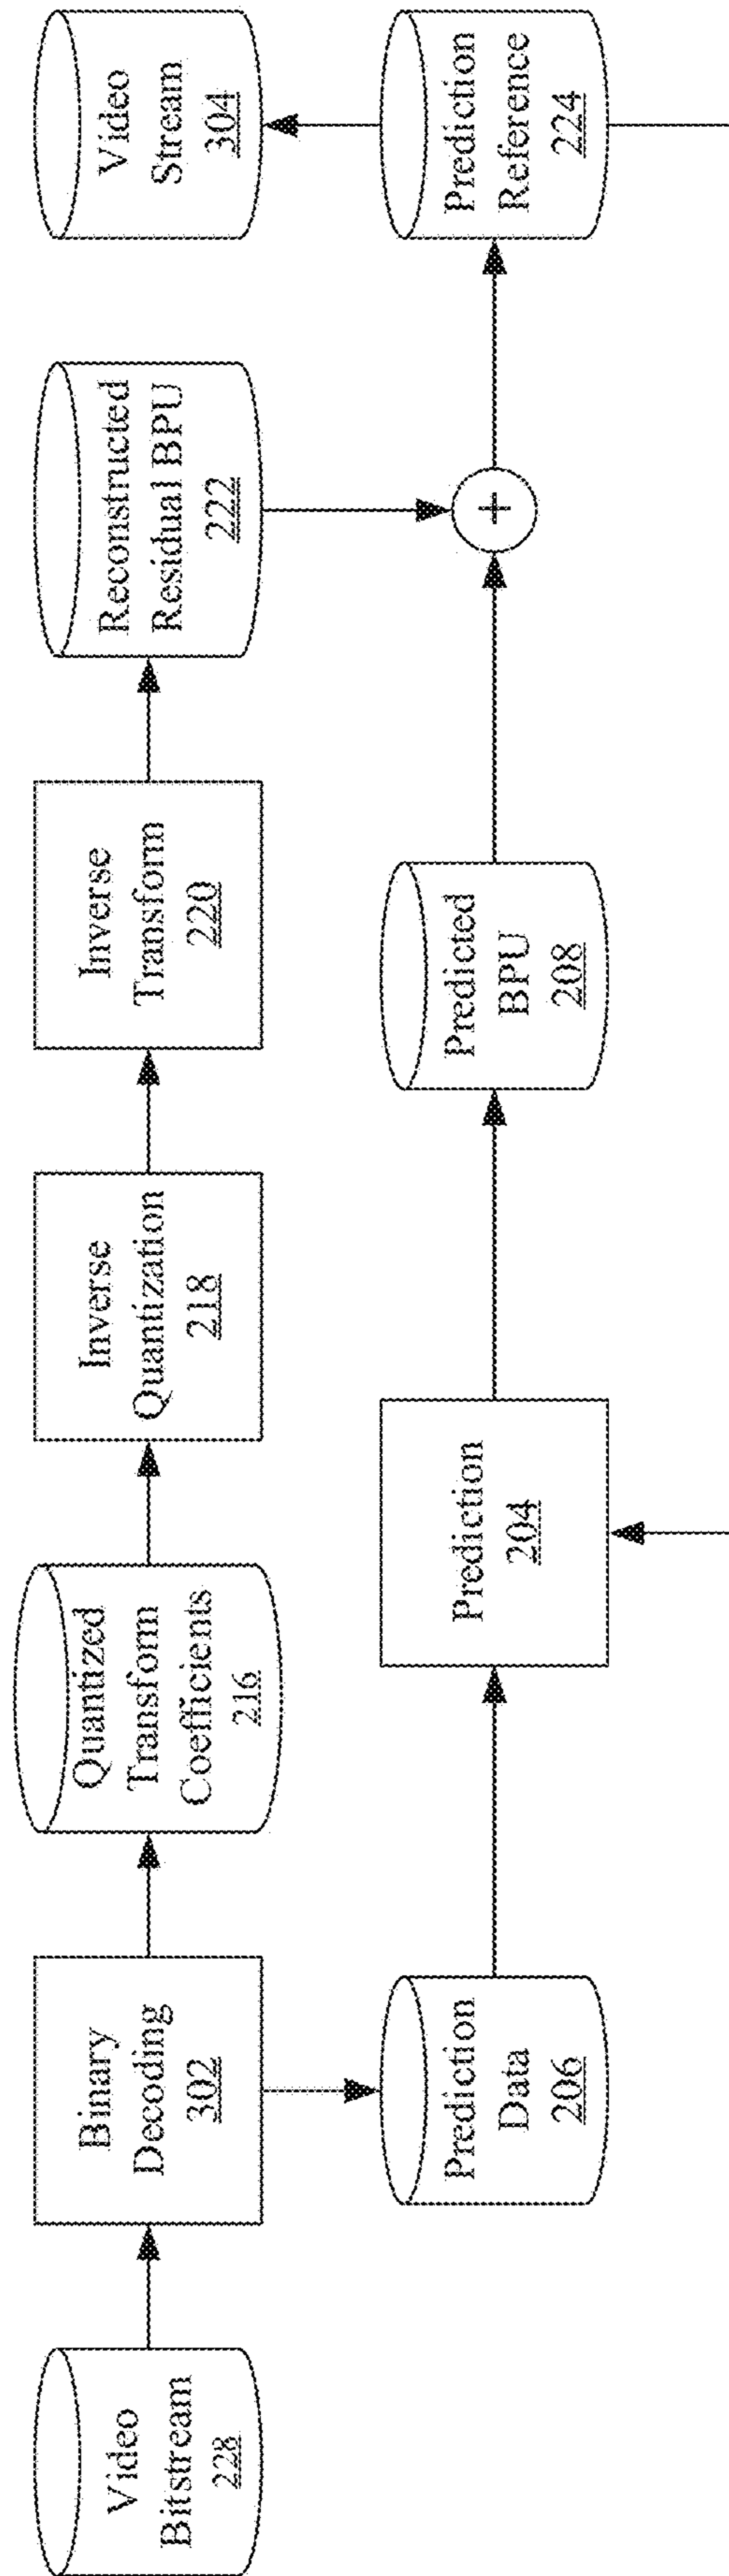 Video
Bitstream
228
Binary
Decoding
302
Quantized
Transform
Coefficients
216
Inverse
Quantization
218
Inverse
Transform
220
Reconstructed
Residual BPU
222
Video
Stream
304
Prediction
Data
206
Prediction
204
Predicted
BPU
208
+
Prediction
Reference
224